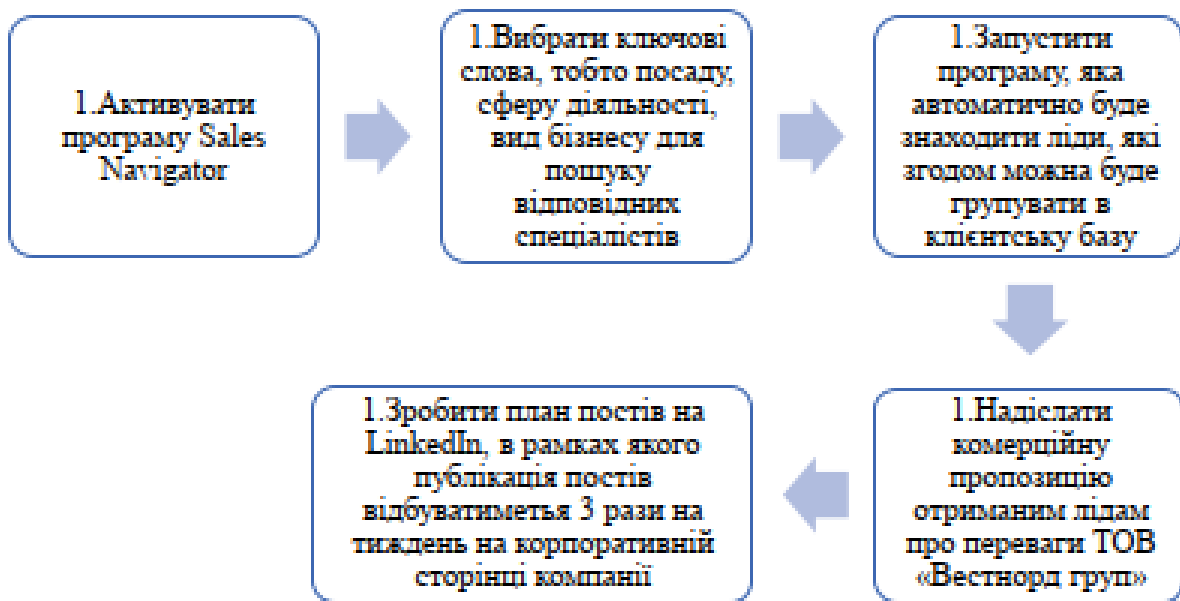 1.Активувати
програму Sales
Navigator
1.Вибрати ключові
слова, тобто посаду,
сферу діяльності,
вид бізнесу для
пошуку
відповідних
спеціалістів
1.Запустити
програму, яка
автоматично буде
знаходити ліди, які
згодом можна буде
групувати в
клієнтську базу
1.Надіслати
комерційну
пропозицію
отриманим лідам
про переваги ТОВ
«Вестнорд груп»
1.Зробити план постів на
LinkedIn, в рамках якого
публікація постів
відбуватиметья 3 рази на
тиждень на корпоративній
сторінці компанії